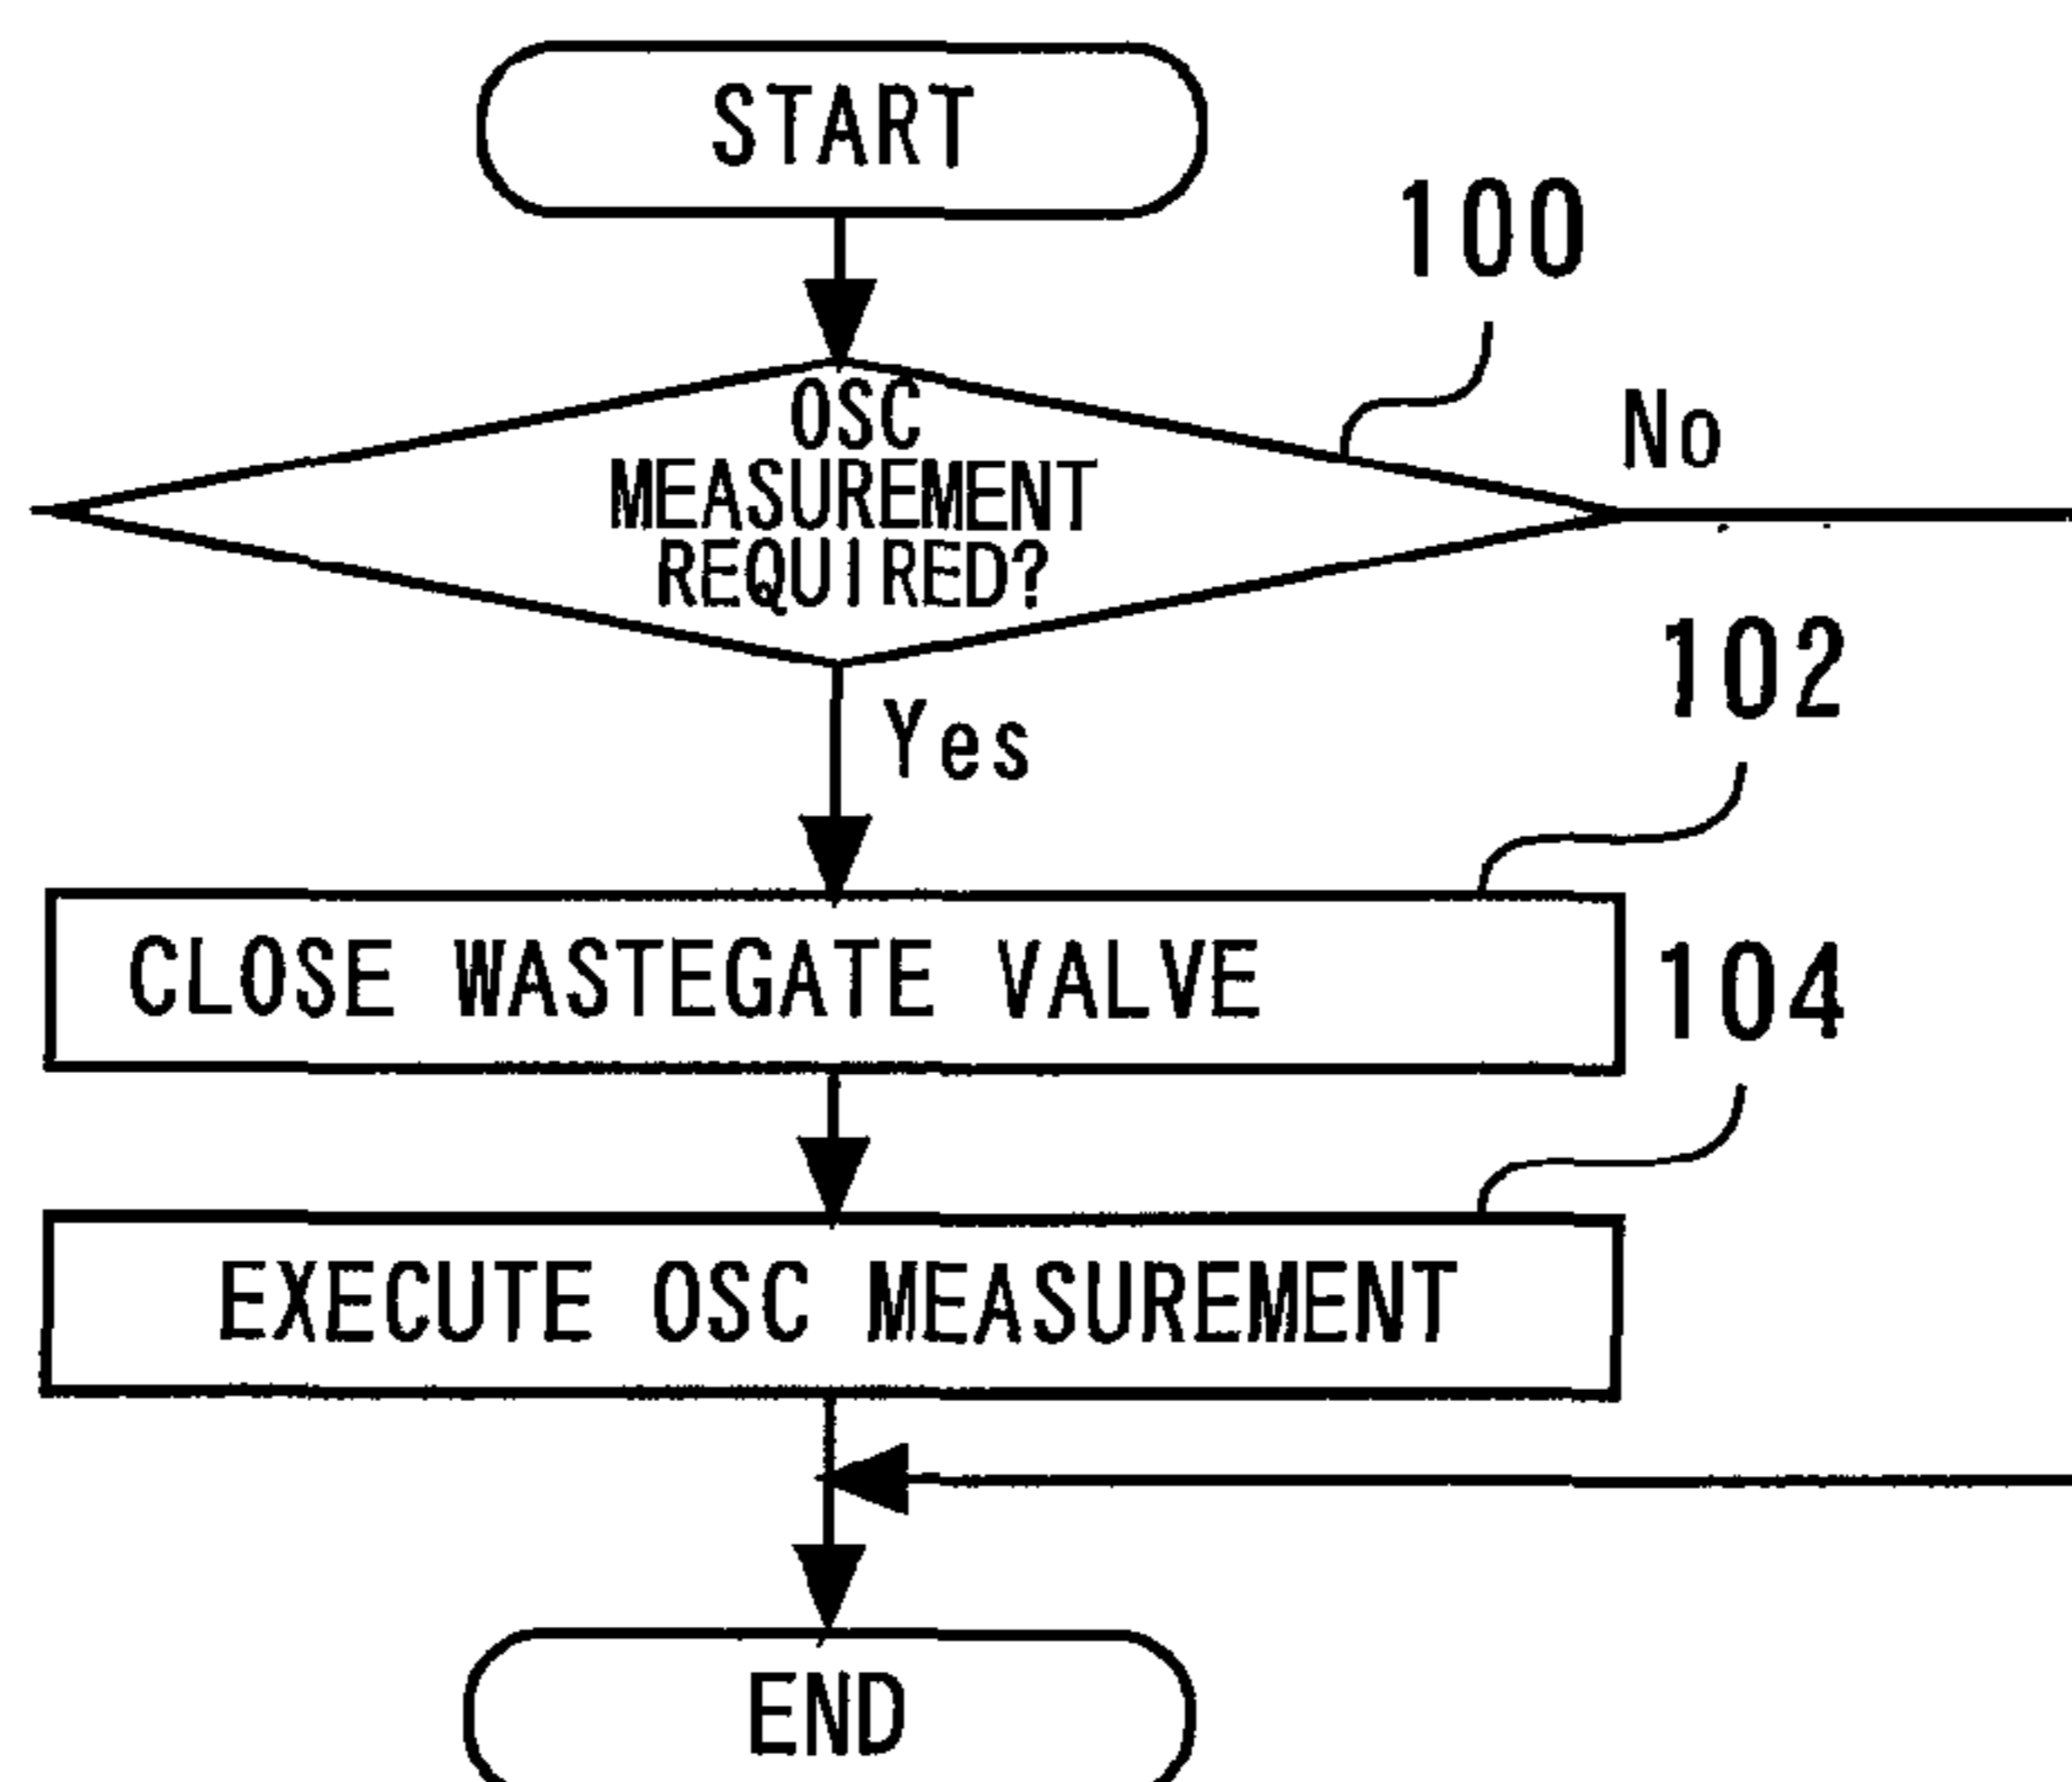 START
100
OSC
MEASUREMENT
REQUIRED?
No
Yes
102
CLOSE WASTEGATE VALVE
104
EXECUTE OSC MEASUREMENT
END